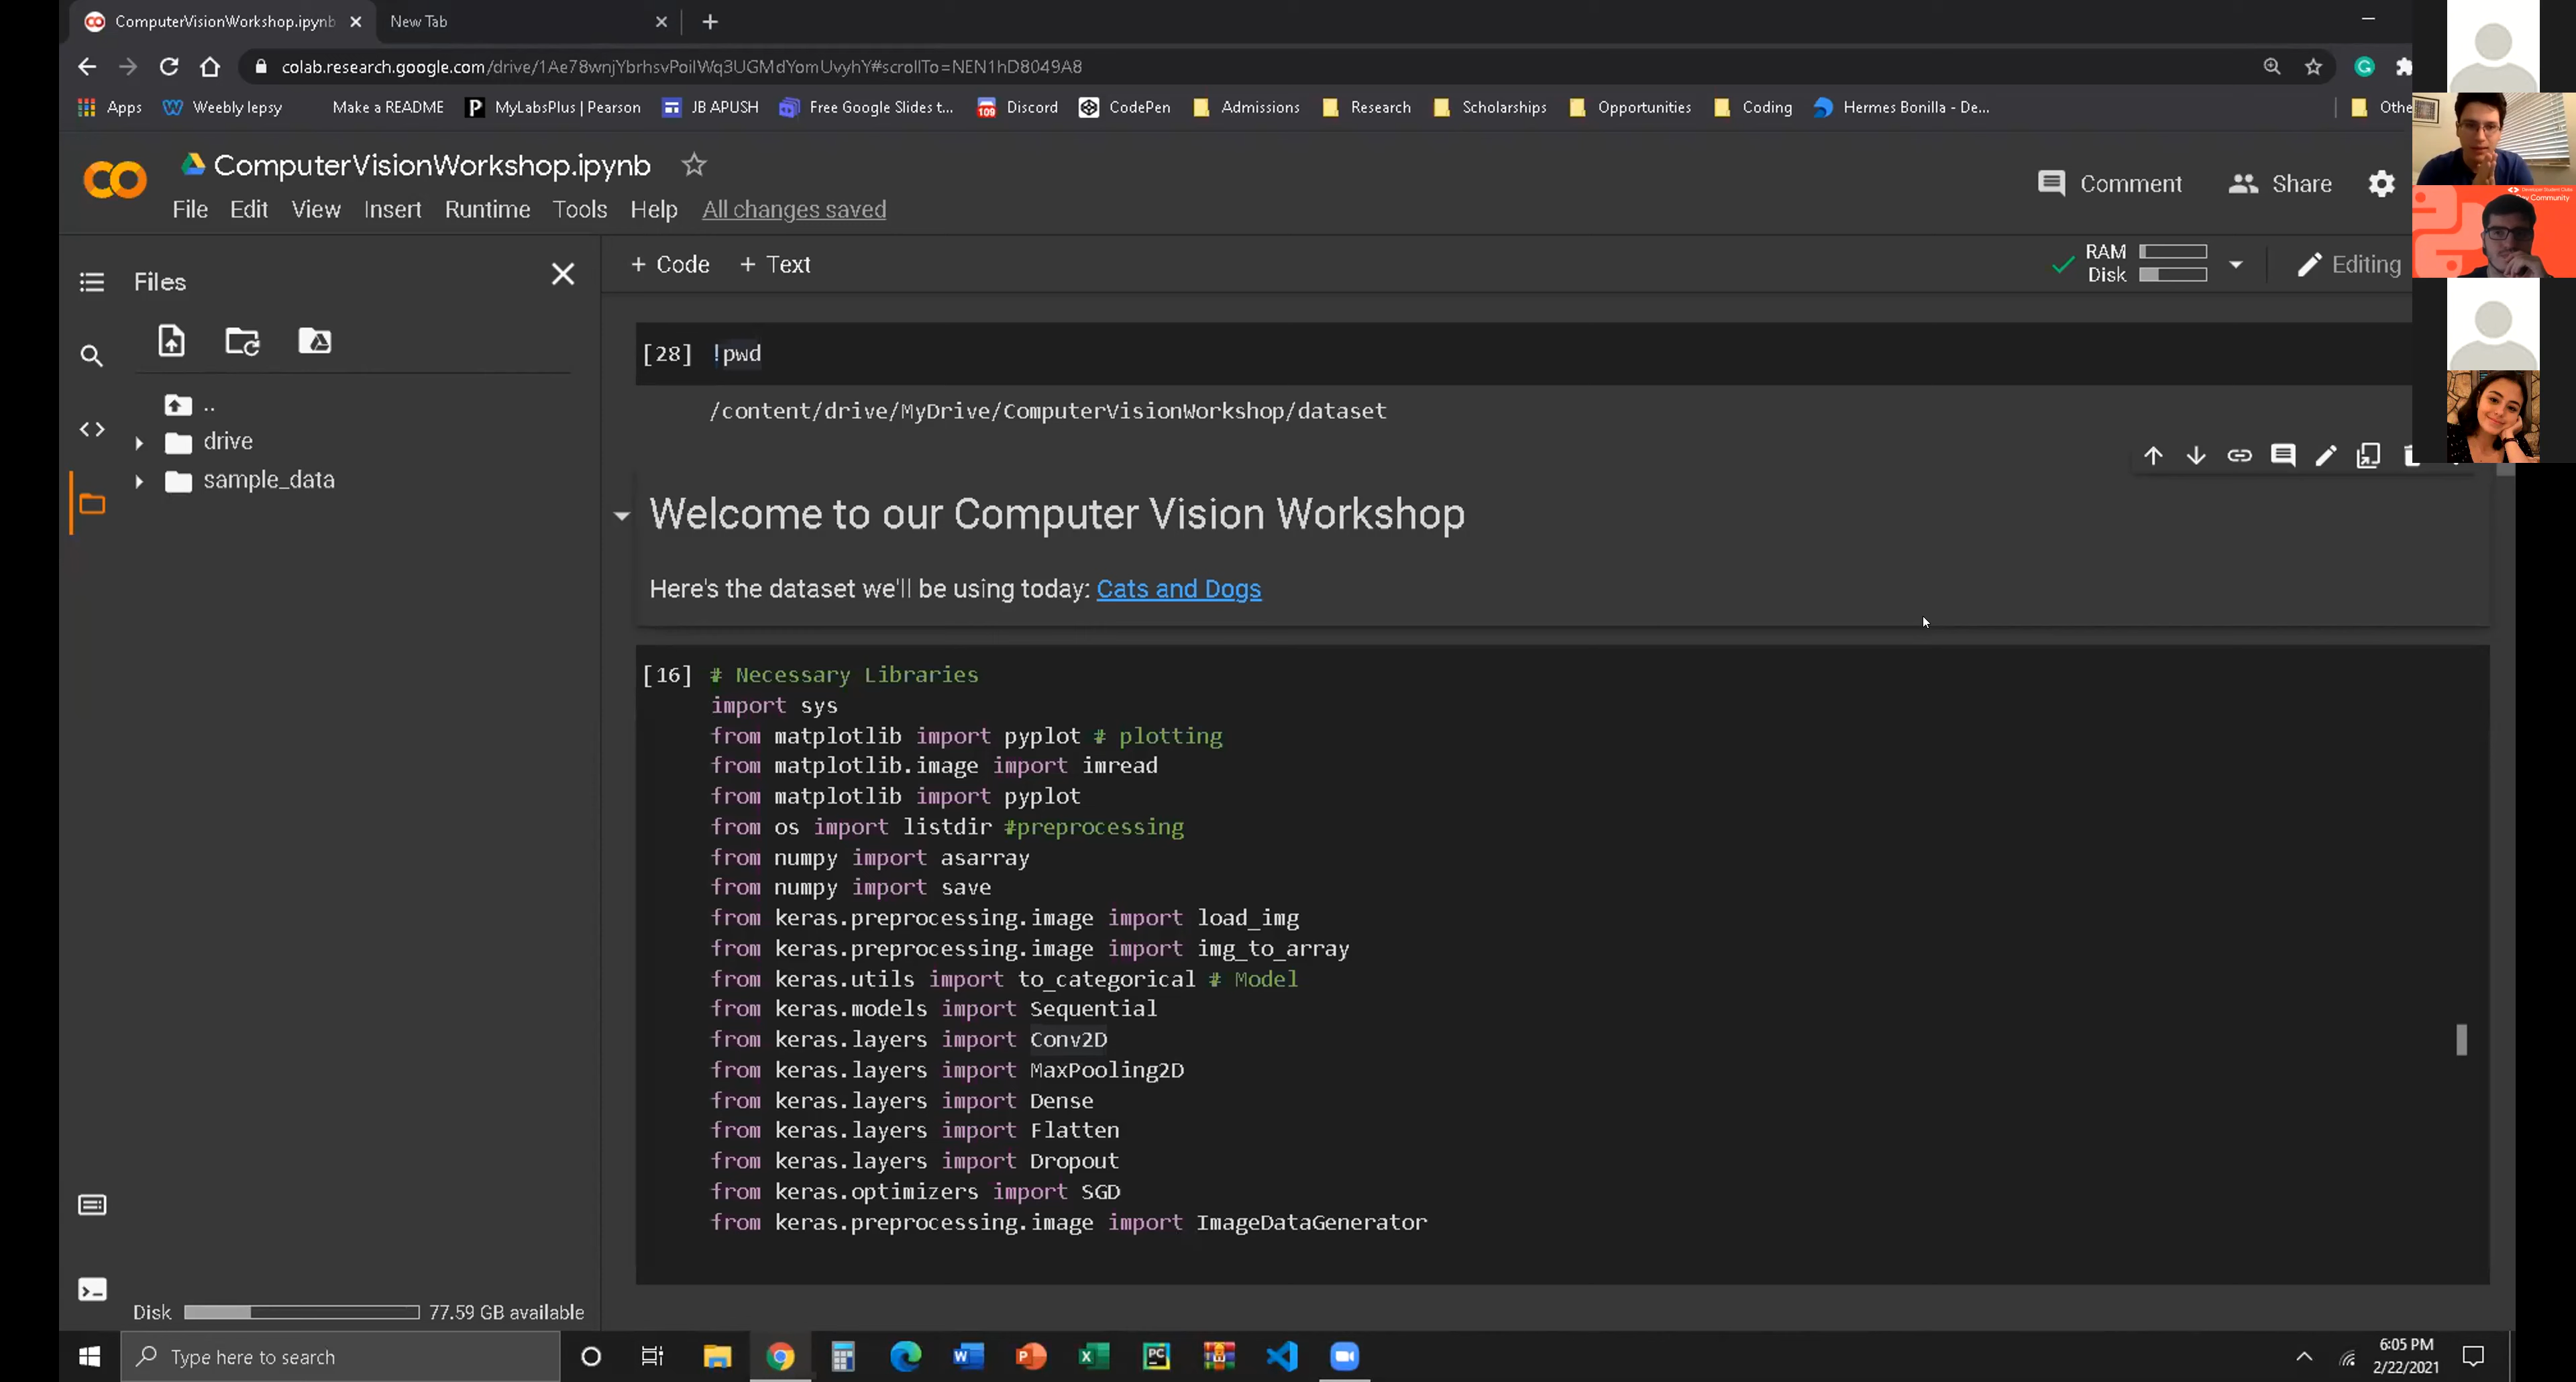 ComputerVisionWorkshop.ipynb
New Tab
colab.research.google.com/drive/1Ae78wnjYbrhsvPoiIWq3UGMdYomUvyhY#scrollTo=NEN1hD8049A8
Apps Weebly lepsy Make a README MyLabsPlus | Pearson JB APUSH Free Google Slides t... 109 Discord CodePen Admissions Research Scholarships Opportunities Coding Hermes Bonilla - De... Othe
ComputerVisionWorkshop.ipynb
Comment Share
File Edit View Insert Runtime Tools Help All changes saved
Developer Student Clubs
Community
Files
+ Code + Text
RAM
Disk
Editing
..
drive
sample_data
[28] !pwd
/content/drive/MyDrive/ComputerVisionWorkshop/dataset
Welcome to our Computer Vision Workshop
Here's the dataset we'll be using today: Cats and Dogs
[16] # Necessary Libraries
import sys
from matplotlib import pyplot # plotting
from matplotlib.image import imread
from matplotlib import pyplot
from os import listdir #preprocessing
from numpy import asarray
from numpy import save
from keras.preprocessing.image import load_img
from keras.preprocessing.image import img_to_array
from keras.utils import to_categorical # Model
from keras.models import Sequential
from keras.layers import Conv2D
from keras.layers import MaxPooling2D
from keras.layers import Dense
from keras.layers import Flatten
from keras.layers import Dropout
from keras.optimizers import SGD
from keras.preprocessing.image import ImageDataGenerator
Disk 77.59 GB available
Type here to search
6:05 PM
2/22/2021